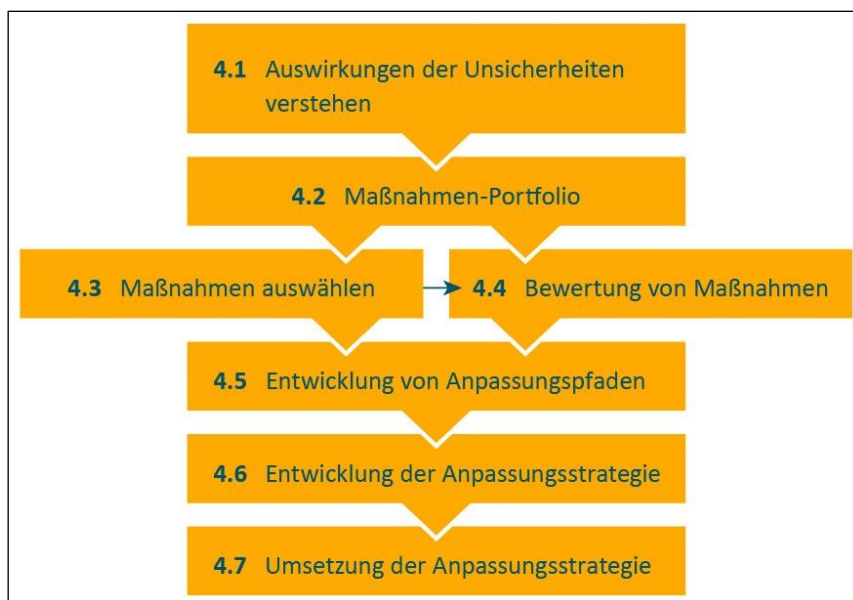 4.1 Auswirkungen der Unsicherheiten
verstehen
4.2 Maßnahmen-Portfolio
4.3 Maßnahmen auswählen
4.4 Bewertung von Maßnahmen
4.5 Entwicklung von Anpassungspfaden
4.6 Entwicklung der Anpassungsstrategie
4.7 Umsetzung der Anpassungsstrategie